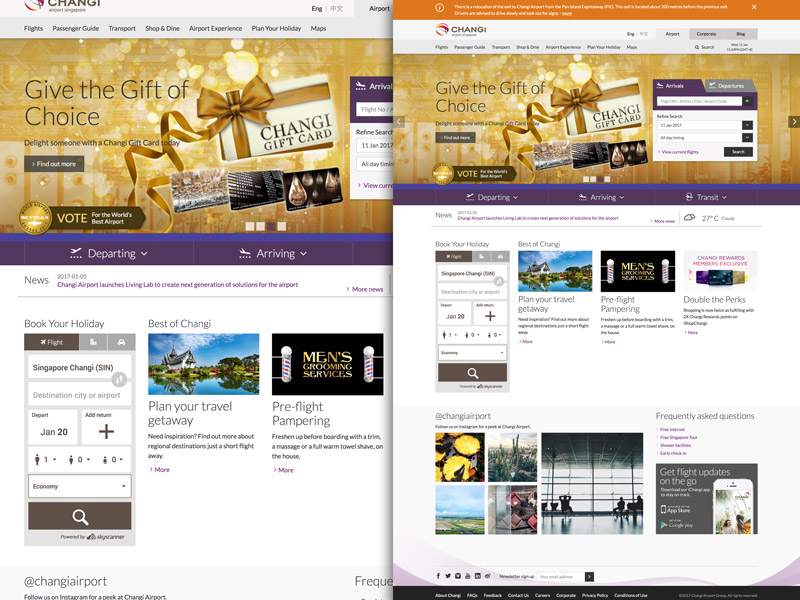 CHANGI
airport singapore
Eng | 中文
Airport
Flights Passenger Guide Transport Shop & Dine Airport Experience Plan Your Holiday Maps
Give the Gift of
Choice
Delight someone with a Changi Gift Card today
> Find out more
CHANGI
GIFT CARD
SKYTRAX
VOTE For the World's
Best Airport
Arrival
Flight No / A
Refine Search
11 Jan 2017
All day timing
> View curren
Departing
Arriving
News
2017-01-05
Changi Airport launches Living Lab to create next generation of solutions for the airport
> More news
Book Your Holiday
Flight
Singapore Changi (SIN)
Destination city or airport
Depart
Jan 20
Add return
+
1 0 0
Economy
Powered by skyscanner
Best of Changi
Plan your travel
getaway
Need inspiration? Find out more about
regional destinations just a short flight
away.
> More
MEN'S
GROOMING
SERVICES
Pre-flight
Pampering
Freshen up before boarding with a trim,
a massage or a full warm towel shave, on
the house.
> More
@changiairport
Follow us on Instagram for a peek at Changi Airport.
Freque
There is a relocation of the exit to Changi Airport from the Pan Island Expressway (PIE). This exit is located about 200 metres before the previous exit.
Drivers are advised to drive slowly and look out for signs. > more
CHANGI
airport singapore
Eng | 中文
Airport Corporate Blog
Flights Passenger Guide Transport Shop & Dine Airport Experience Plan Your Holiday Maps
Search
Wed, 11 Jan
Give the Gift of
Choice
Delight someone with a Changi Gift Card today
> Find out more
CHANGI
GIFT CARD
SKYTRAX
VOTE For the World's
Best Airport
Arrivals
Departures
Flight No / Airline / City / Airport Code
Refine Search
11 Jan 2017
All day timing
> View current flights
Search
Departing
Arriving
Transit
News
2017-01-05
Changi Airport launches Living Lab to create next generation of solutions for the airport
> More news
27° C Cloudy
Book Your Holiday
Flight
Singapore Changi (SIN)
Destination city or airport
Depart
Jan 20
Add return
+
1 0 0
Economy
Powered by skyscanner
Best of Changi
Plan your travel
getaway
Need inspiration? Find out more about
regional destinations just a short flight
away.
> More
MEN'S
GROOMING
SERVICES
Pre-flight
Pampering
Freshen up before boarding with a trim,
a massage or a full warm towel shave, on
the house.
> More
CHANGI REWARDS
MEMBERS EXCLUSIVE
Double the Perks
Shopping is now twice as fulfilling with
2X Changi Rewards points on
iShopChangi.
> More
@changiairport
Follow us on Instagram for a peek at Changi Airport.
Frequently asked questions
> Free internet
> Free Singapore Tour
> Shower facilities
> Early check-in
Get flight updates
on the go
Download our iChangi app
to stay on track.
App Store
Google play
Newsletter sign up
Your email address
About Changi FAQs Feedback Contact Us Careers Corporate Privacy Policy Conditions of Use
©2017 Changi Airport Group. All rights reserved.